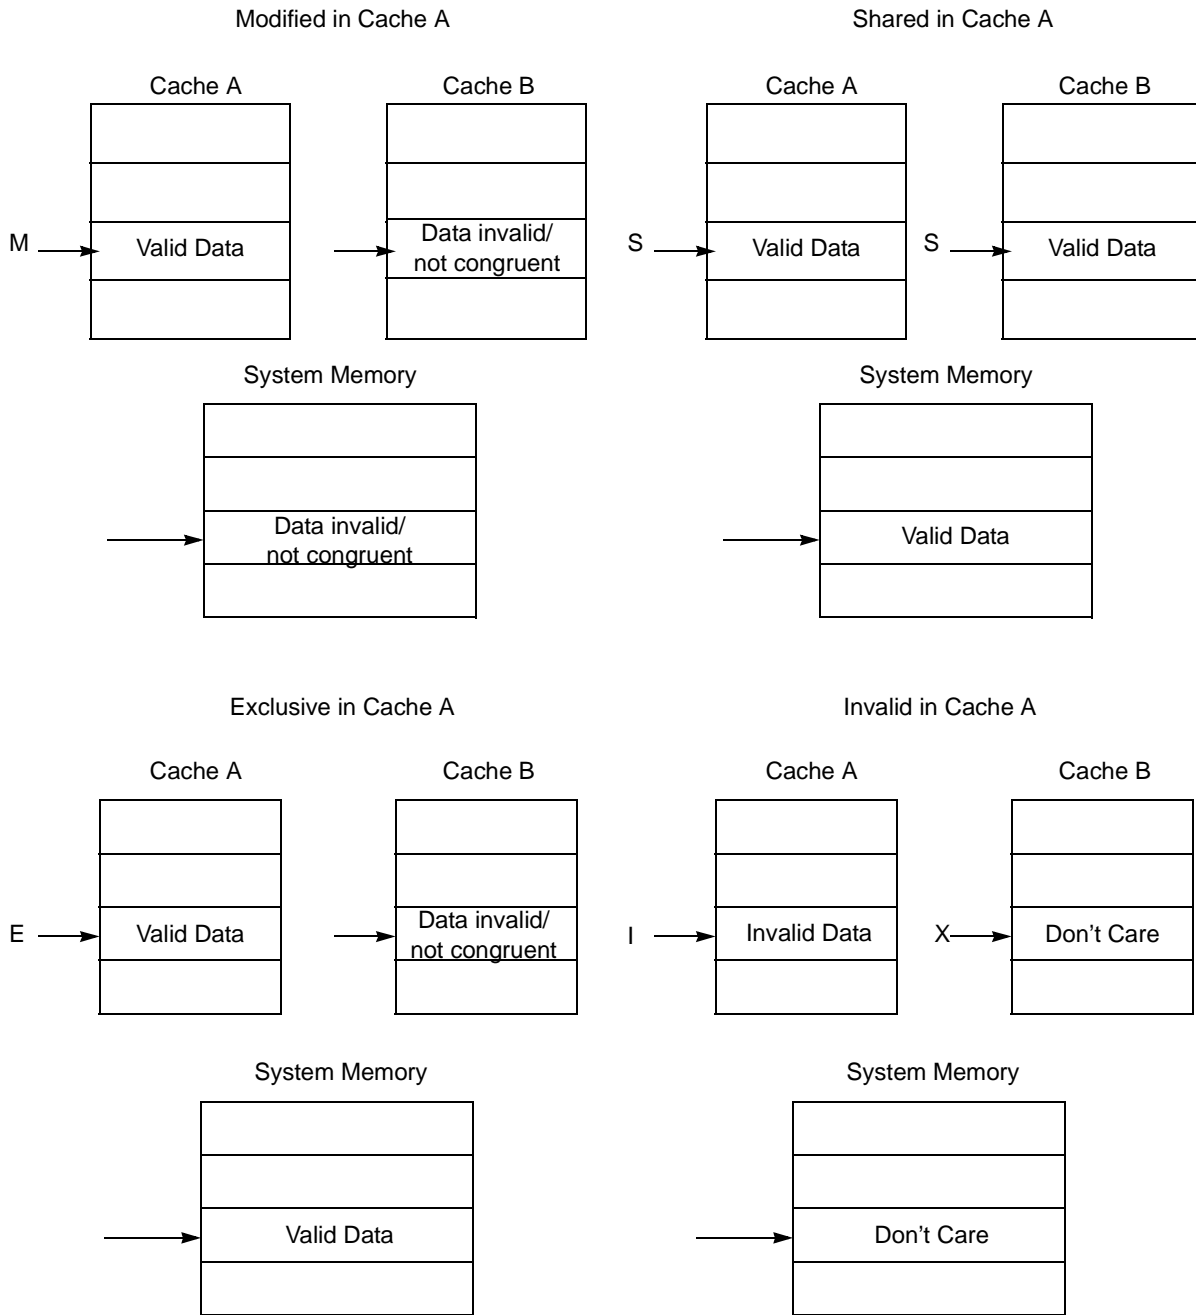 Modified in Cache A
Cache A
Cache B
M
Valid Data
Data invalid/
not congruent
System Memory
Data invalid/
not congruent
Shared in Cache A
Cache A
Cache B
S
Valid Data
S
Valid Data
System Memory
Valid Data
Exclusive in Cache A
Cache A
Cache B
E
Valid Data
Data invalid/
not congruent
System Memory
Valid Data
Invalid in Cache A
Cache A
Cache B
I
Invalid Data
X
Don't Care
System Memory
Don't Care